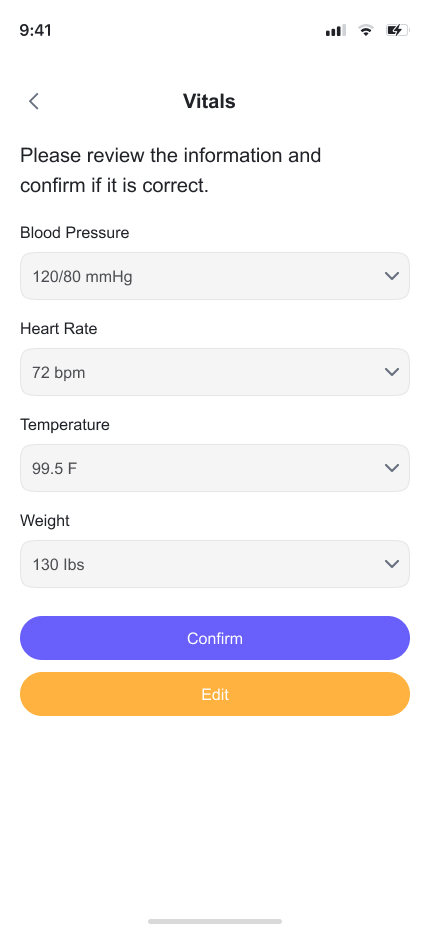 9:41
Vitals
Please review the information and
confirm if it is correct.
Blood Pressure
120/80 mmHg
Heart Rate
72 bpm
Temperature
99.5 F
Weight
130 lbs
Confirm
Edit